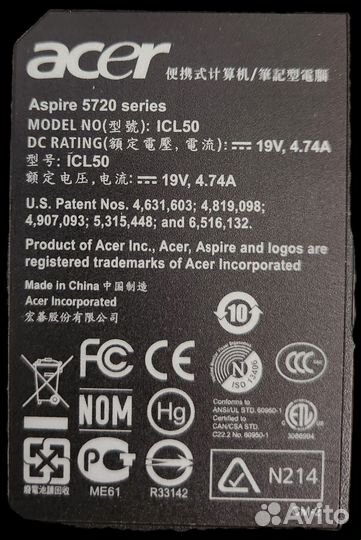 acer 便携式计算机/筆記型電腦
Aspire 5720 series
MODEL NO(型號): ICL50
DC RATING(額定電壓, 電流): 19V, 4.74A
型号: ICL50
额定电压, 电流: 19V, 4.74A
U.S. Patent Nos. 4,631,603; 4,819,098;
4,907,093; 5,315,448; and 6,516,132.
Product of Acer Inc., Acer, Aspire and logos are
registered trademarks of Acer Incorporated
Made in China 中国制造
Acer Incorporated
宏碁股份有限公司
10
FC CE N CCC
ISO 13406
NOM Hg
Conforms to
ANSI/UL STD. 60950-1
Certified to
CAN/CSA STD.
C22.2 No. 60950-1
ETL
3086904
廢電池請回收
ME61
R33142
N214
Avito